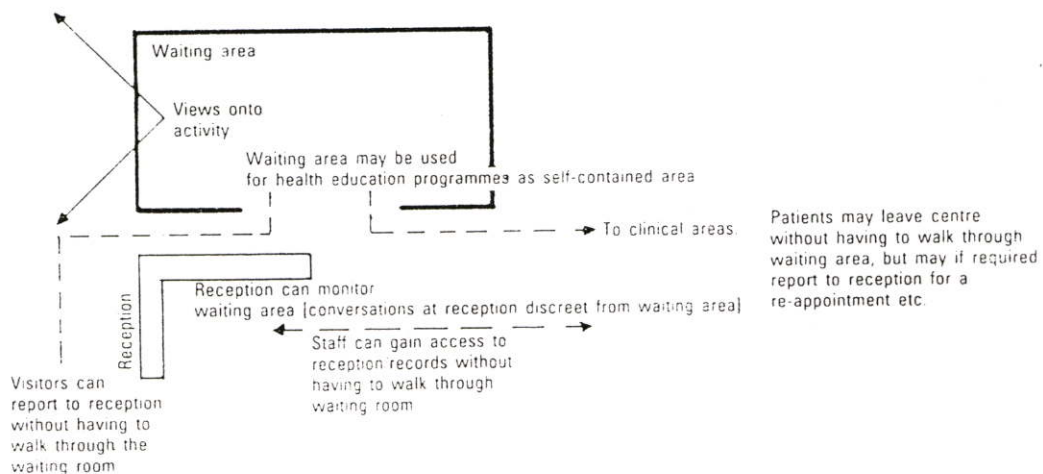 Waiting area
Views onto
activity
Waiting area may be used
for health education programmes as self-contained area
To clinical areas.
Patients may leave centre
without having to walk through
waiting area, but may if required
report to reception for a
re-appointment etc.
Reception
Reception can monitor
waiting area [conversations at reception discreet from waiting area]
Staff can gain access to
reception records without
having to walk through
waiting room
Visitors can
report to reception
without having to
walk through the
waiting room